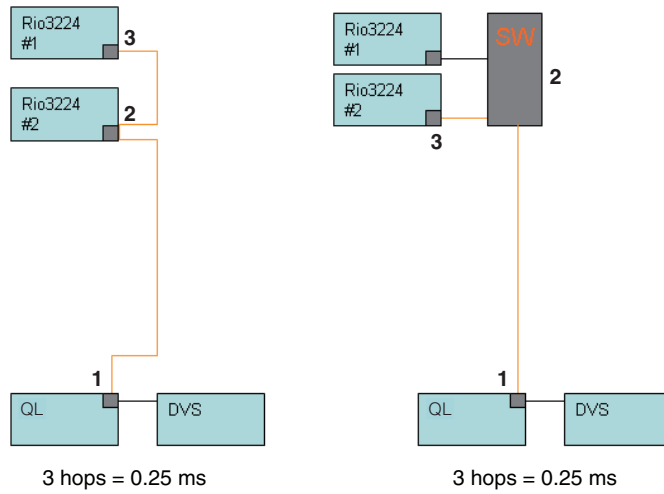 Rio3224
#1
3
Rio3224
#2
2
1
QL
DVS
3 hops = 0.25 ms
Rio3224
#1
SW
2
Rio3224
#2
3
1
QL
DVS
3 hops = 0.25 ms